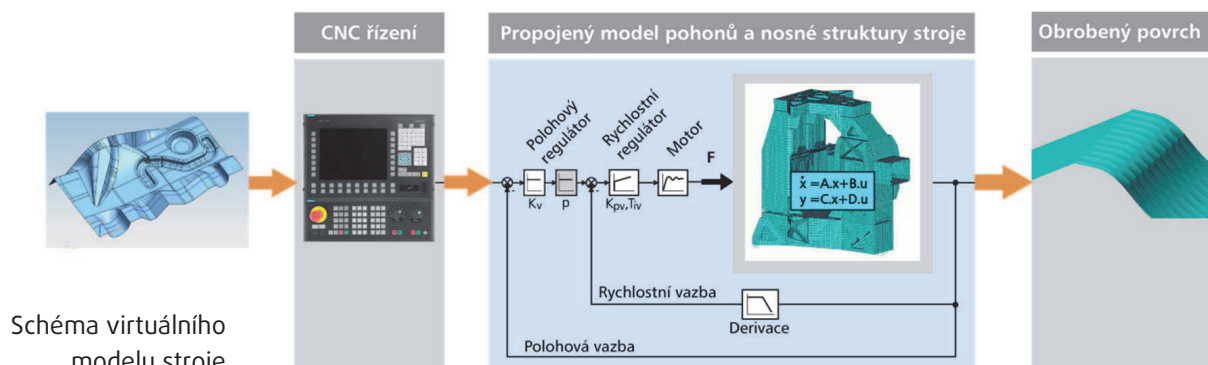 CNC řízení
Propojený model pohonů a nosné struktury stroje
Obrobený povrch
Polohový
regulátor
Rychlostní
regulátor
Motor
F
Kv
p
Kpv,Tiv
ẋ =A.x+B.u
y =C.x+D.u
Rychlostní vazba
Derivace
Polohová vazba
Schéma virtuálního
modelu stroje